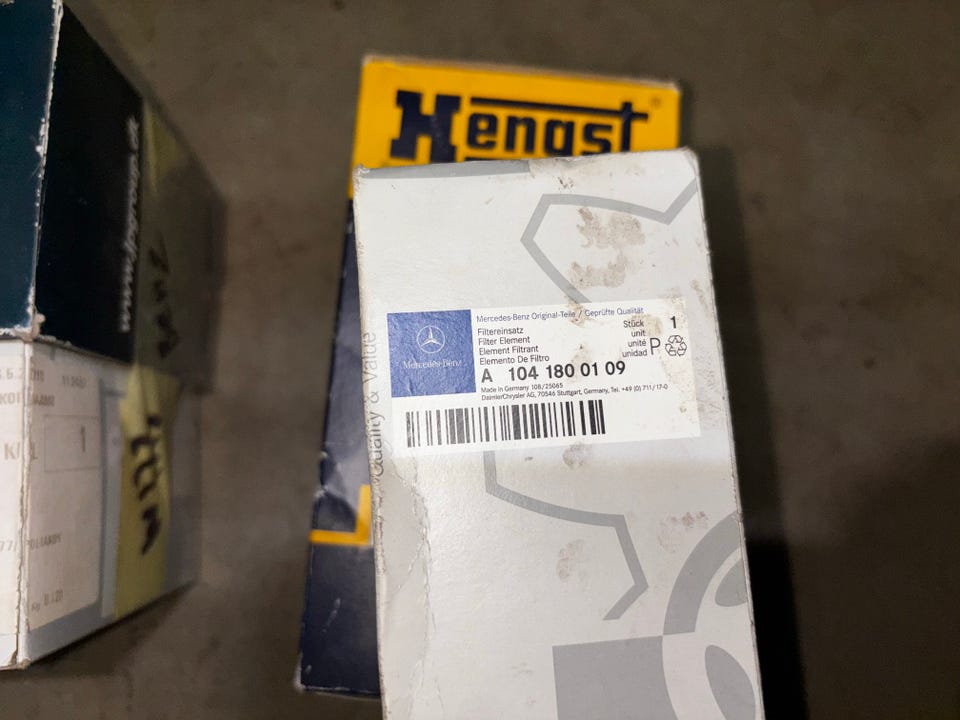 Hengst
®
Quality & Value
Mercedes-Benz Original-Teile / Geprüfte Qualität
Mercedes-Benz
Filtereinsatz
Filter Element
Element Filtrant
Elemento De Filtro
Stück
unit
unité
unidad
P
1
A 104 180 01 09
Made in Germany 10B/25065
DaimlerChrysler AG, 70546 Stuttgart, Germany, Tel. +49 (0) 711/17-0
1